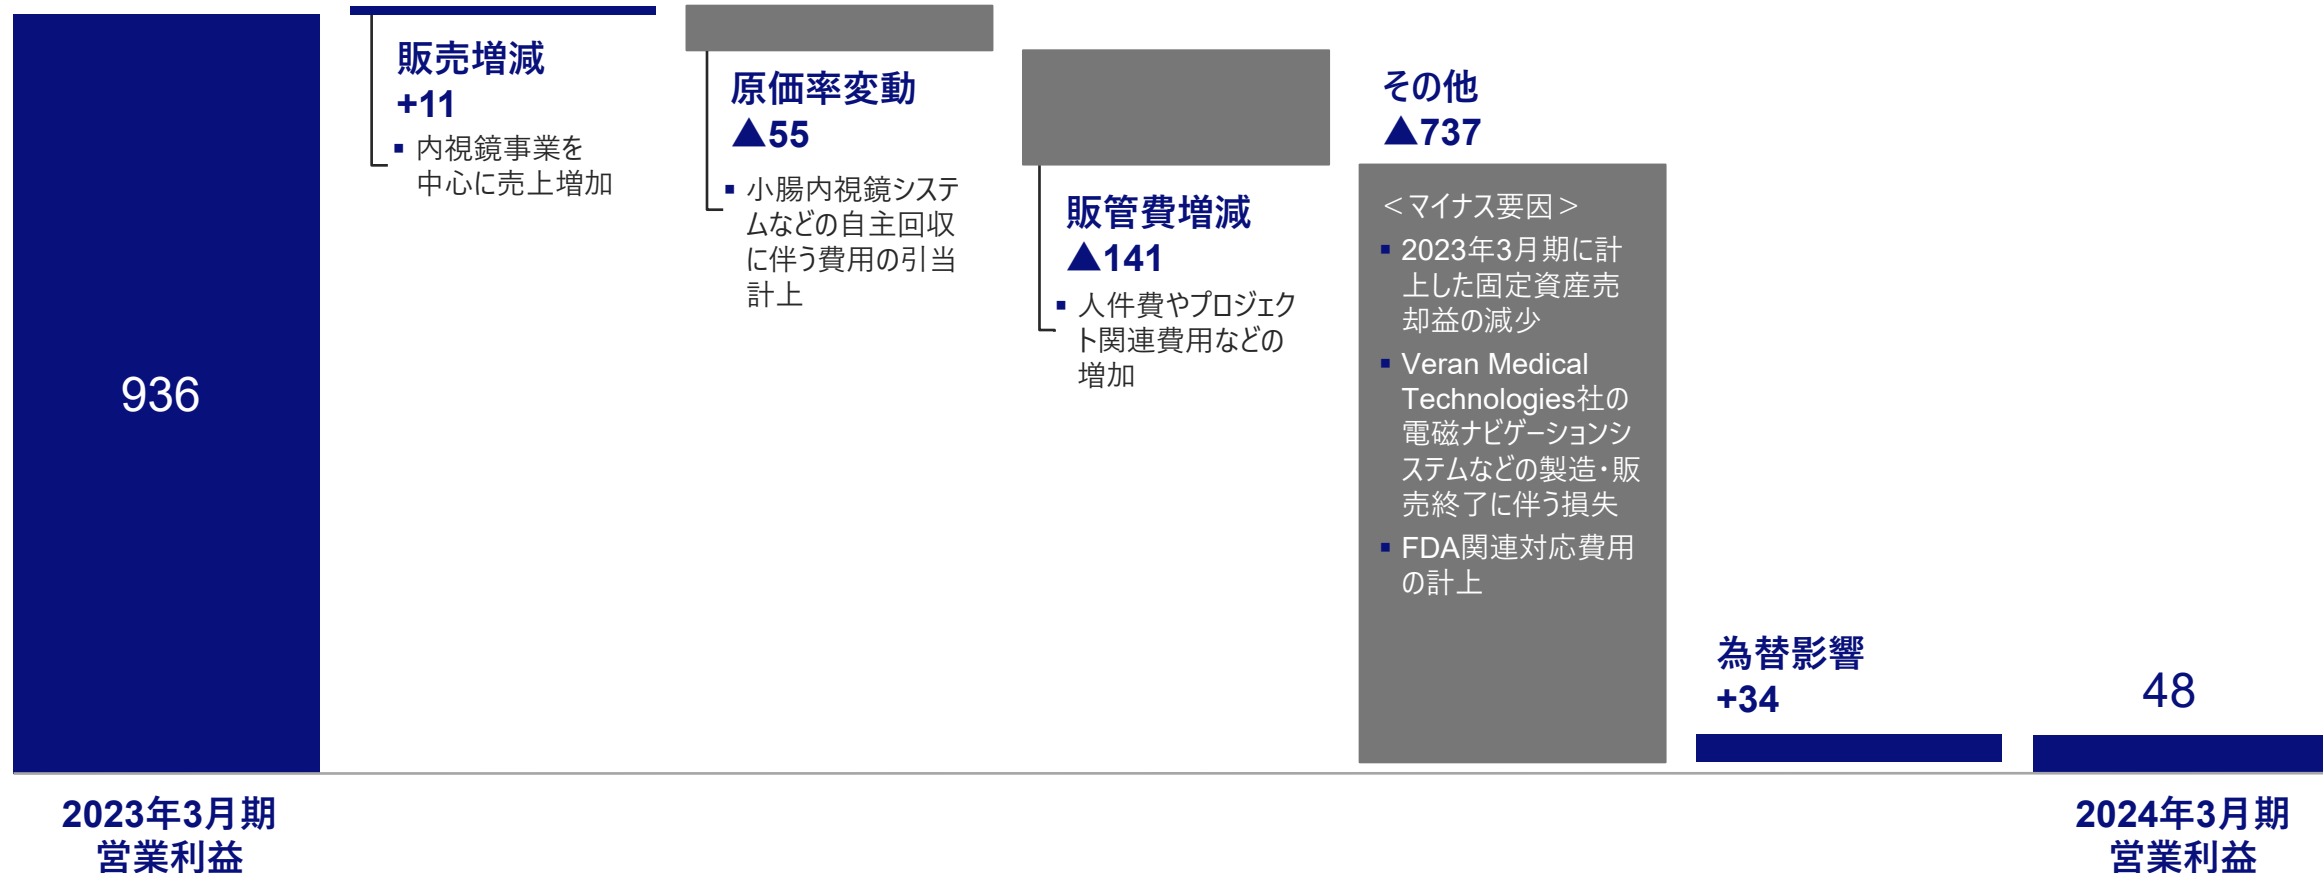 936
2023年3月期
営業利益
販売増減
+11
▪ 内視鏡事業を
中心に売上増加
原価率変動
▲55
▪ 小腸内視鏡システ
ムなどの自主回収
に伴う費用の引当
計上
販管費増減
▲141
▪ 人件費やプロジェク
ト関連費用などの
増加
その他
▲737
＜マイナス要因＞
▪ 2023年3月期に計
上した固定資産売
却益の減少
▪ Veran Medical
Technologies社の
電磁ナビゲーションシ
ステムなどの製造・販
売終了に伴う損失
▪ FDA関連対応費用
の計上
為替影響
+34
48
2024年3月期
営業利益